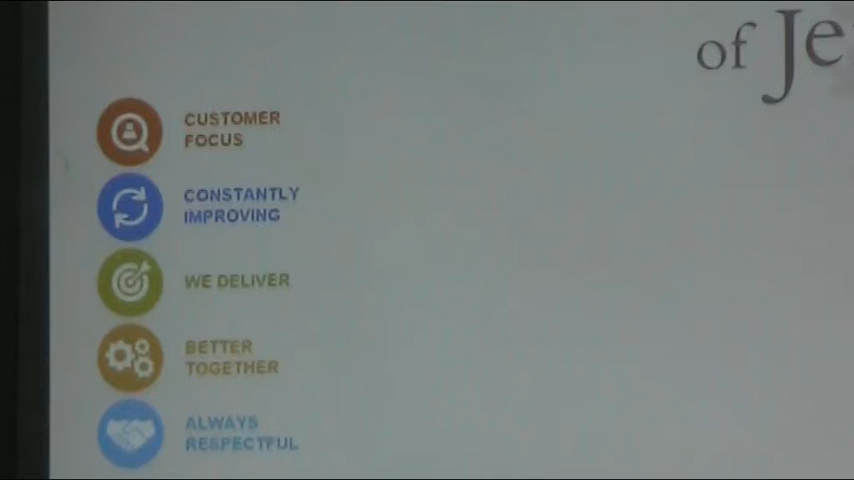 of Je
CUSTOMER
FOCUS
CONSTANTLY
IMPROVING
WE DELIVER
BETTER
TOGETHER
ALWAYS
RESPECTFUL